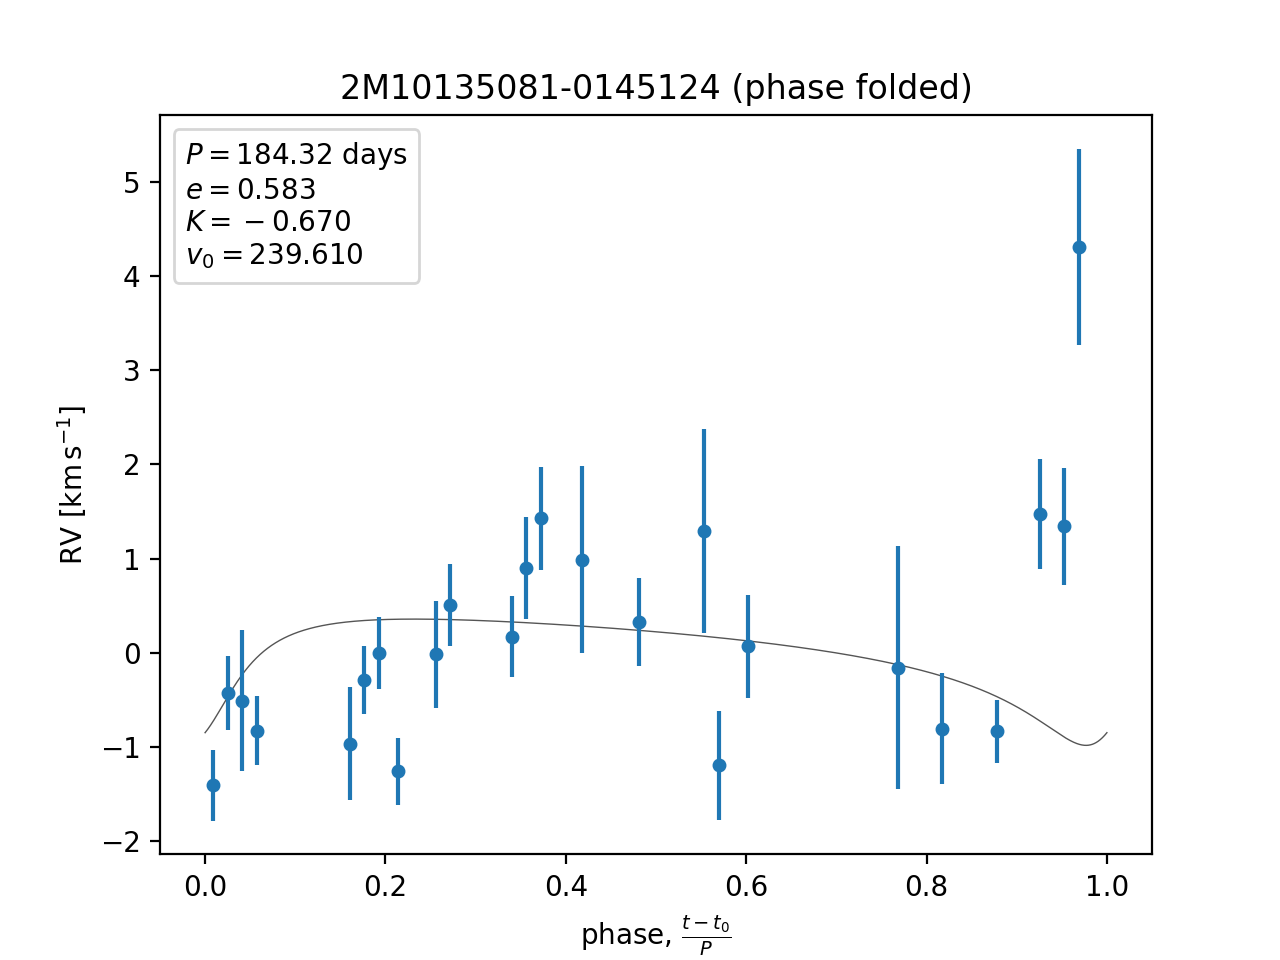 2M10135081-0145124 (phase folded)
P = 184.32 days
e = 0.583
K = −0.670
v₀ = 239.610
RV [km s⁻¹]
5
4
3
2
1
0
−1
−2
0.0 0.2 0.4 0.6 0.8 1.0
phase, (t − t₀)/P